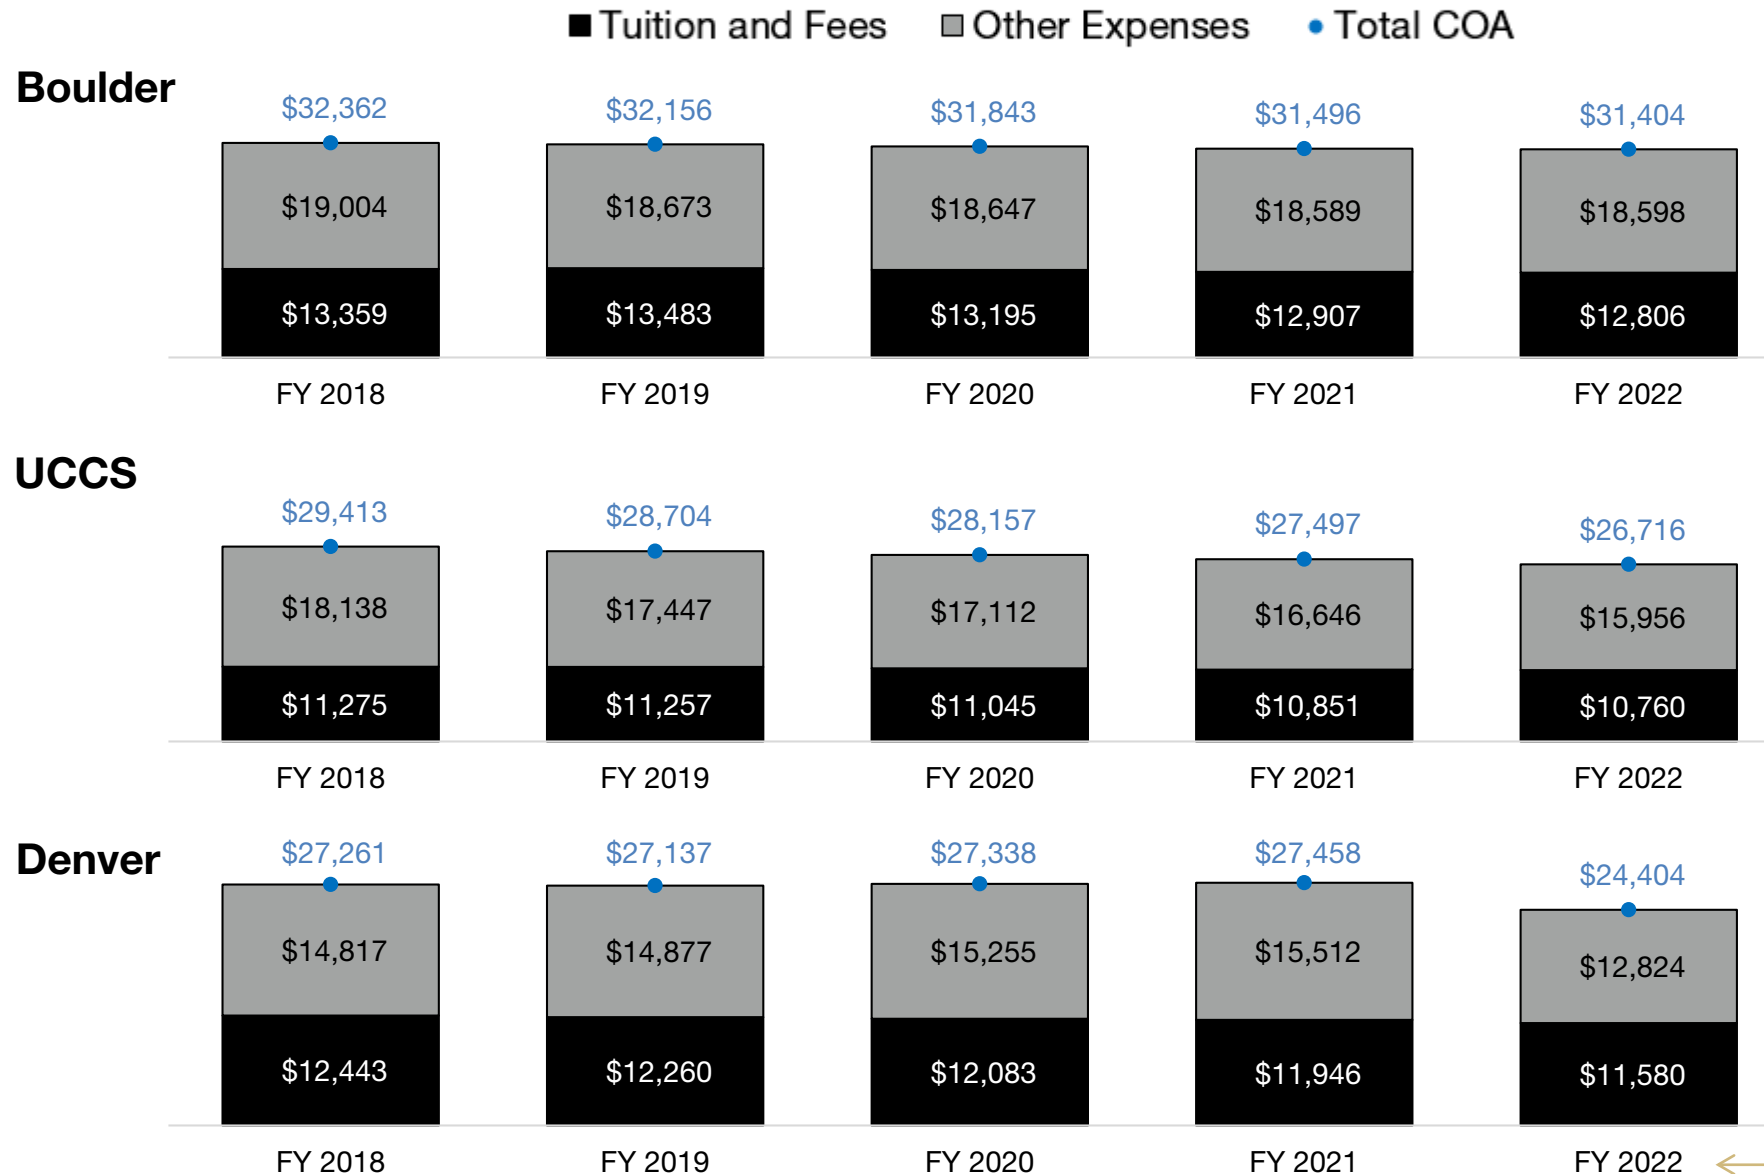 Tuition and Fees Other Expenses Total COA
Boulder
$32,362 $32,156 $31,843 $31,496 $31,404
$19,004 $18,673 $18,647 $18,589 $18,598
$13,359 $13,483 $13,195 $12,907 $12,806
FY 2018 FY 2019 FY 2020 FY 2021 FY 2022
UCCS
$29,413 $28,704 $28,157 $27,497 $26,716
$18,138 $17,447 $17,112 $16,646 $15,956
$11,275 $11,257 $11,045 $10,851 $10,760
FY 2018 FY 2019 FY 2020 FY 2021 FY 2022
Denver
$27,261 $27,137 $27,338 $27,458 $24,404
$14,817 $14,877 $15,255 $15,512 $12,824
$12,443 $12,260 $12,083 $11,946 $11,580
FY 2018 FY 2019 FY 2020 FY 2021 FY 2022